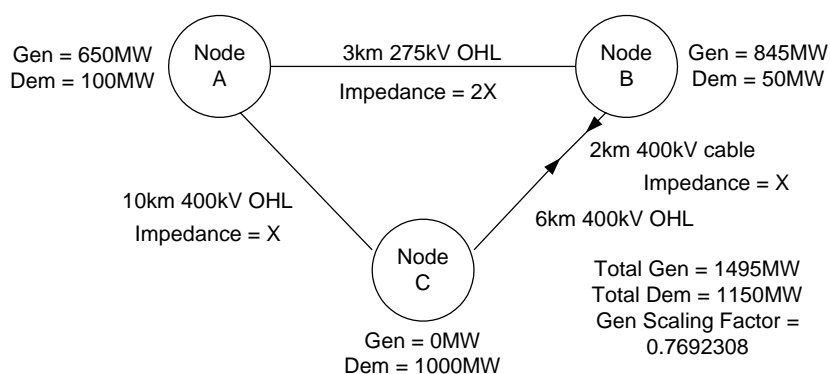 Gen = 650MW
Dem = 100MW
Node
A
3km 275kV OHL
Impedance = 2X
Node
B
Gen = 845MW
Dem = 50MW
2km 400kV cable
Impedance = X
10km 400kV OHL
Impedance = X
6km 400kV OHL
Node
C
Gen = 0MW
Dem = 1000MW
Total Gen = 1495MW
Total Dem = 1150MW
Gen Scaling Factor =
0.7692308